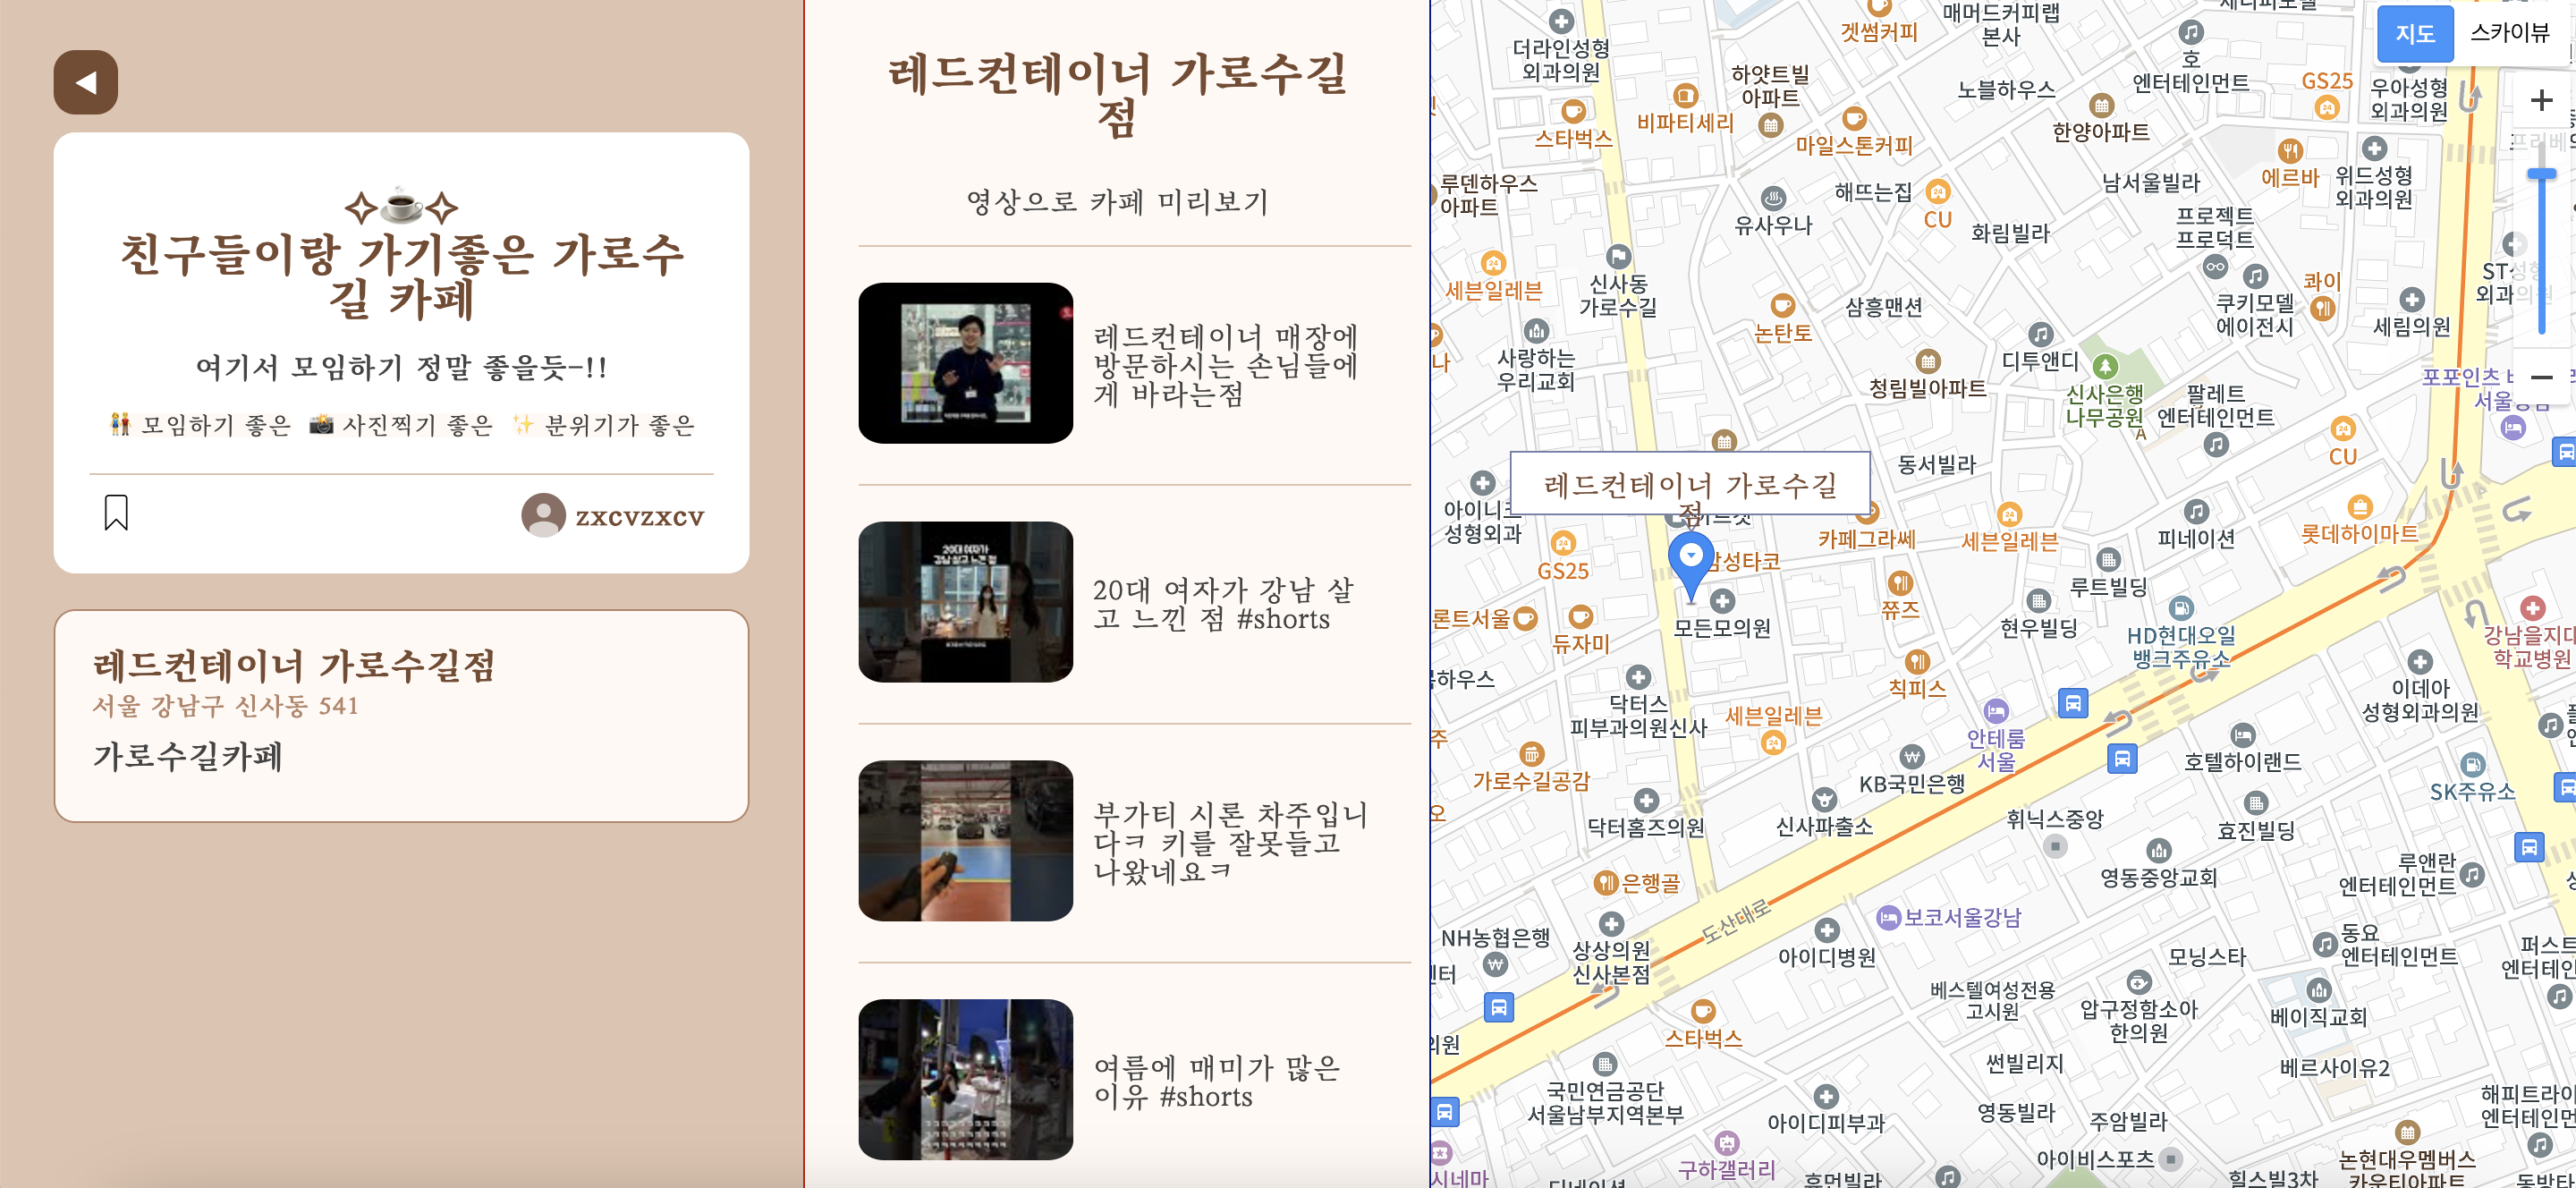 친구들이랑 가기좋은 가로수
길 카페
여기서 모임하기 정말 좋을듯-!!
모임하기 좋은 사진찍기 좋은 분위기가 좋은
zxcvzxcv
레드컨테이너 가로수길점
서울 강남구 신사동 541
가로수길카페
레드컨테이너 가로수길
점
영상으로 카페 미리보기
레드컨테이너 매장에
방문하시는 손님들에
게 바라는점
20대 여자가
강남 살고 느낀 점
20대 여자가 강남 살
고 느낀 점 #shorts
부가티 시론 차주입니
다ㅋ 키를 잘못들고
나왔네요ㅋ
여름에 매미가 많은
이유 #shorts
지도
스카이뷰
겟썸커피
매머드커피랩
본사
더라인성형
외과의원
하얏트빌
아파트
호
엔터테인먼트
노블하우스
GS25
우아성형
외과의원
스타벅스
비파티세리
마일스톤커피
한양아파트
루덴하우스
아파트
유사우나
해뜨는집
CU
화림빌라
남서울빌라
에르바
위드성형
외과의원
프로젝트
프로덕트
세븐일레븐
신사동
가로수길
논탄토
삼흥맨션
쿠키모델
에이전시
콰이
세림의원
사랑하는
우리교회
디투앤디
청림빌아파트
신사은행
나무공원
팔레트
엔터테인먼트
A
CU
레드컨테이너 가로수길
점
동서빌라
아이니크
성형외과
GS25
카페그라쎄
세븐일레븐
피네이션
롯데하이마트
루트빌딩
쮸즈
모든모의원
듀자미
현우빌딩
HD현대오일
뱅크주유소
칙피스
닥터스
피부과의원신사
세븐일레븐
안테룸
서울
이데아
성형외과의원
가로수길공감
KB국민은행
호텔하이랜드
SK주유소
닥터홈즈의원
신사파출소
휘닉스중앙
효진빌딩
은행골
영동중앙교회
루앤란
엔터테인먼트
도산대로
보코서울강남
NH농협은행
상상의원
신사본점
아이디병원
모닝스타
동요
엔터테인먼트
베스텔여성전용
고시원
압구정함소아
한의원
베이직교회
스타벅스
썬빌리지
베르사이유2
국민연금공단
서울남부지역본부
아이디피부과
영동빌라
주암빌라
구하갤러리
아이비스포츠
논현대우멤버스
카운티아파트
휴먼빌라
힐스빌3차